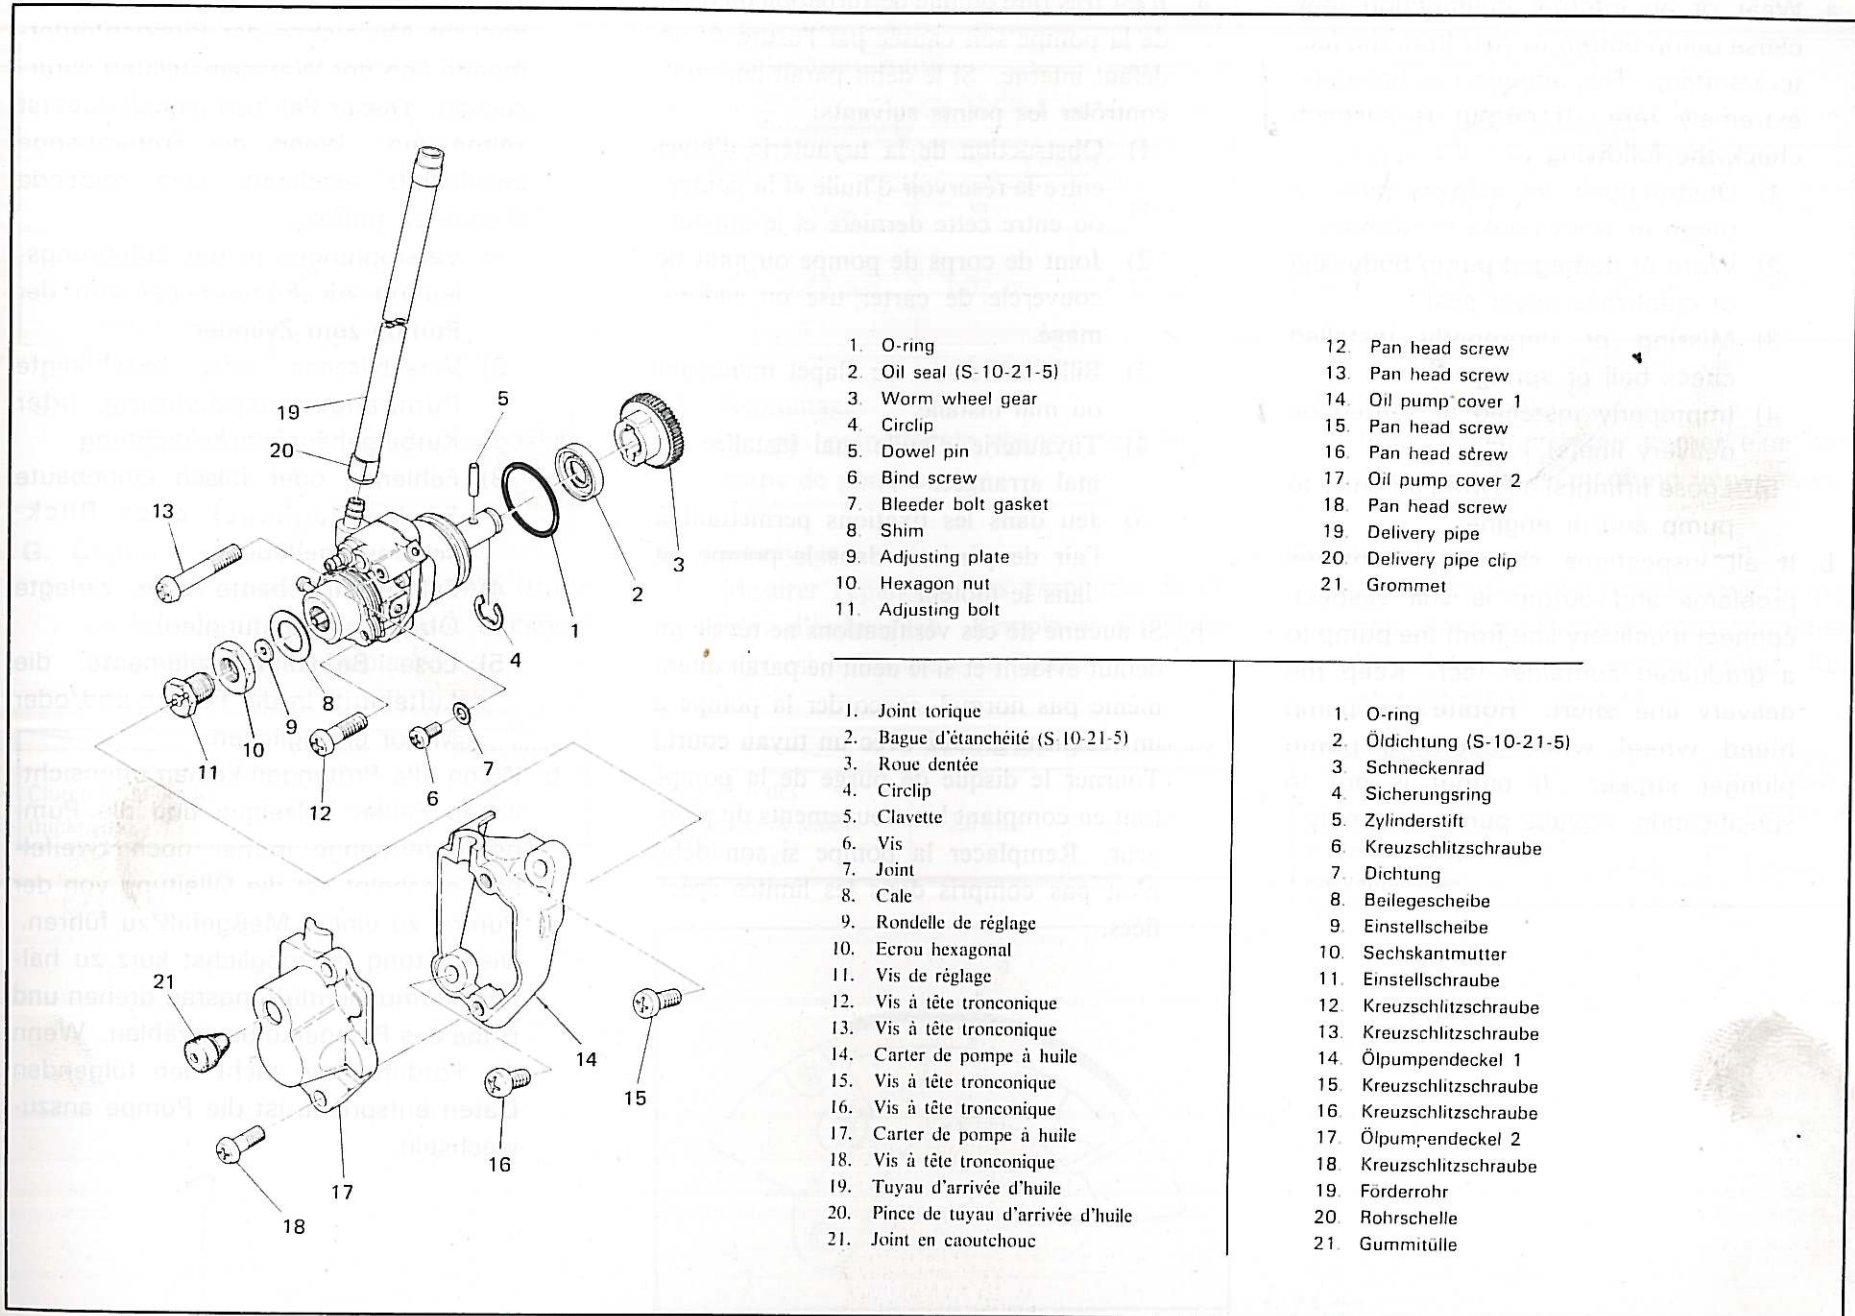 19
20
13
5
3
2
1
4
8
9
10
11
12
6
7
21
14
15
16
17
18
1. O-ring
2. Oil seal (S-10-21-5)
3. Worm wheel gear
4. Circlip
5. Dowel pin
6. Bind screw
7. Bleeder bolt gasket
8. Shim
9. Adjusting plate
10. Hexagon nut
11. Adjusting bolt
12. Pan head screw
13. Pan head screw
14. Oil pump cover 1
15. Pan head screw
16. Pan head screw
17. Oil pump cover 2
18. Pan head screw
19. Delivery pipe
20. Delivery pipe clip
21. Grommet
1. Joint torique
2. Bague d'étanchéité (S-10-21-5)
3. Roue dentée
4. Circlip
5. Clavette
6. Vis
7. Joint
8. Cale
9. Rondelle de réglage
10. Ecrou hexagonal
11. Vis de réglage
12. Vis à tête tronconique
13. Vis à tête tronconique
14. Carter de pompe à huile
15. Vis à tête tronconique
16. Vis à tête tronconique
17. Carter de pompe à huile
18. Vis à tête tronconique
19. Tuyau d'arrivée d'huile
20. Pince de tuyau d'arrivée d'huile
21. Joint en caoutchouc
1. O-ring
2. Öldichtung (S-10-21-5)
3. Schneckenrad
4. Sicherungsring
5. Zylinderstift
6. Kreuzschlitzschraube
7. Dichtung
8. Beilegescheibe
9. Einstellscheibe
10. Sechskantmutter
11. Einstellschraube
12. Kreuzschlitzschraube
13. Kreuzschlitzschraube
14. Ölpumpendeckel 1
15. Kreuzschlitzschraube
16. Kreuzschlitzschraube
17. Ölpumpendeckel 2
18. Kreuzschlitzschraube
19. Förderrohr
20. Rohrschelle
21. Gummitülle